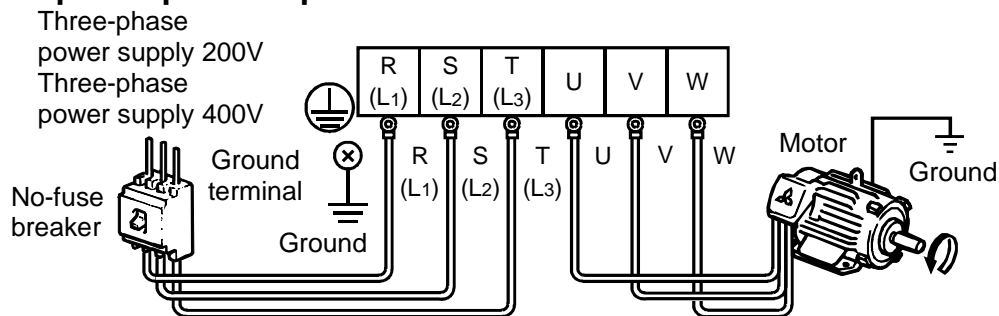 Three-phase
power supply 200V
Three-phase
power supply 400V
R S T U V W
(L1) (L2) (L3)
R S T U V W
(L1) (L2) (L3)
Ground
terminal
Ground
No-fuse
breaker
Motor
Ground